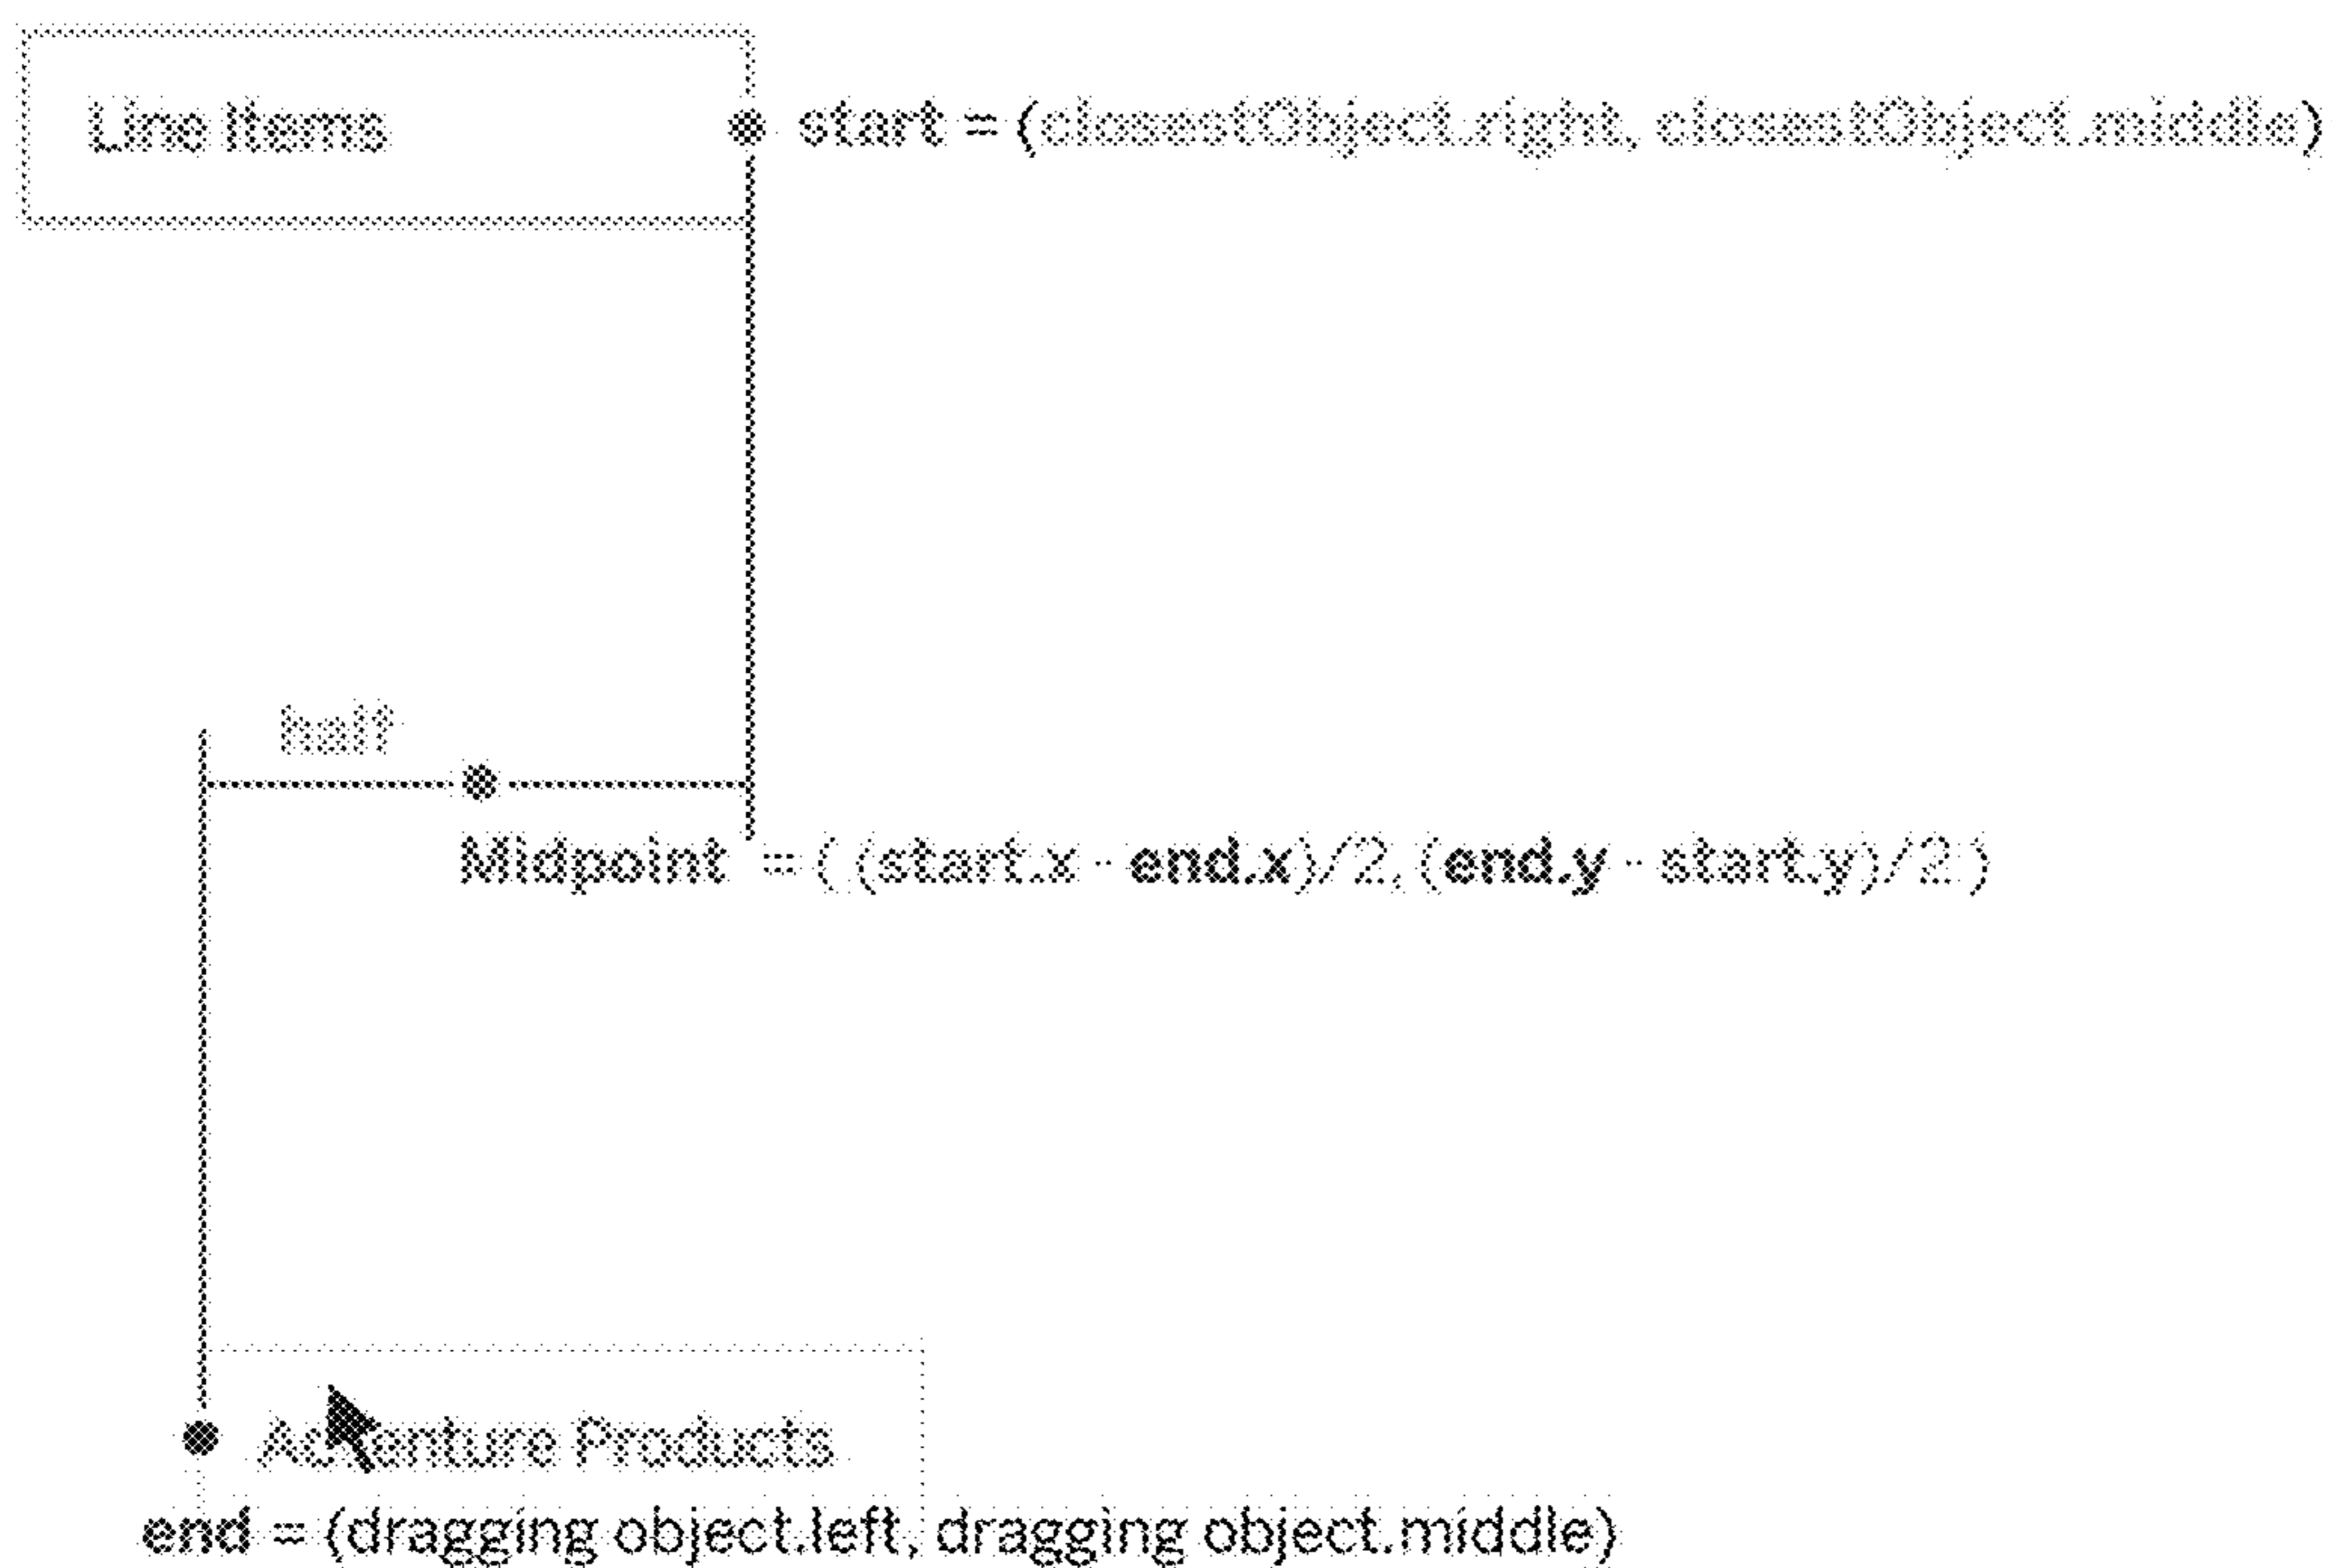 Line Items
start = (closestObject.right, closestObject.middle)
half
Midpoint = ( (start.x - end.x)/2, (end.y - start.y)/2 )
Adventure Products
end = (dragging object.left, dragging object.middle)